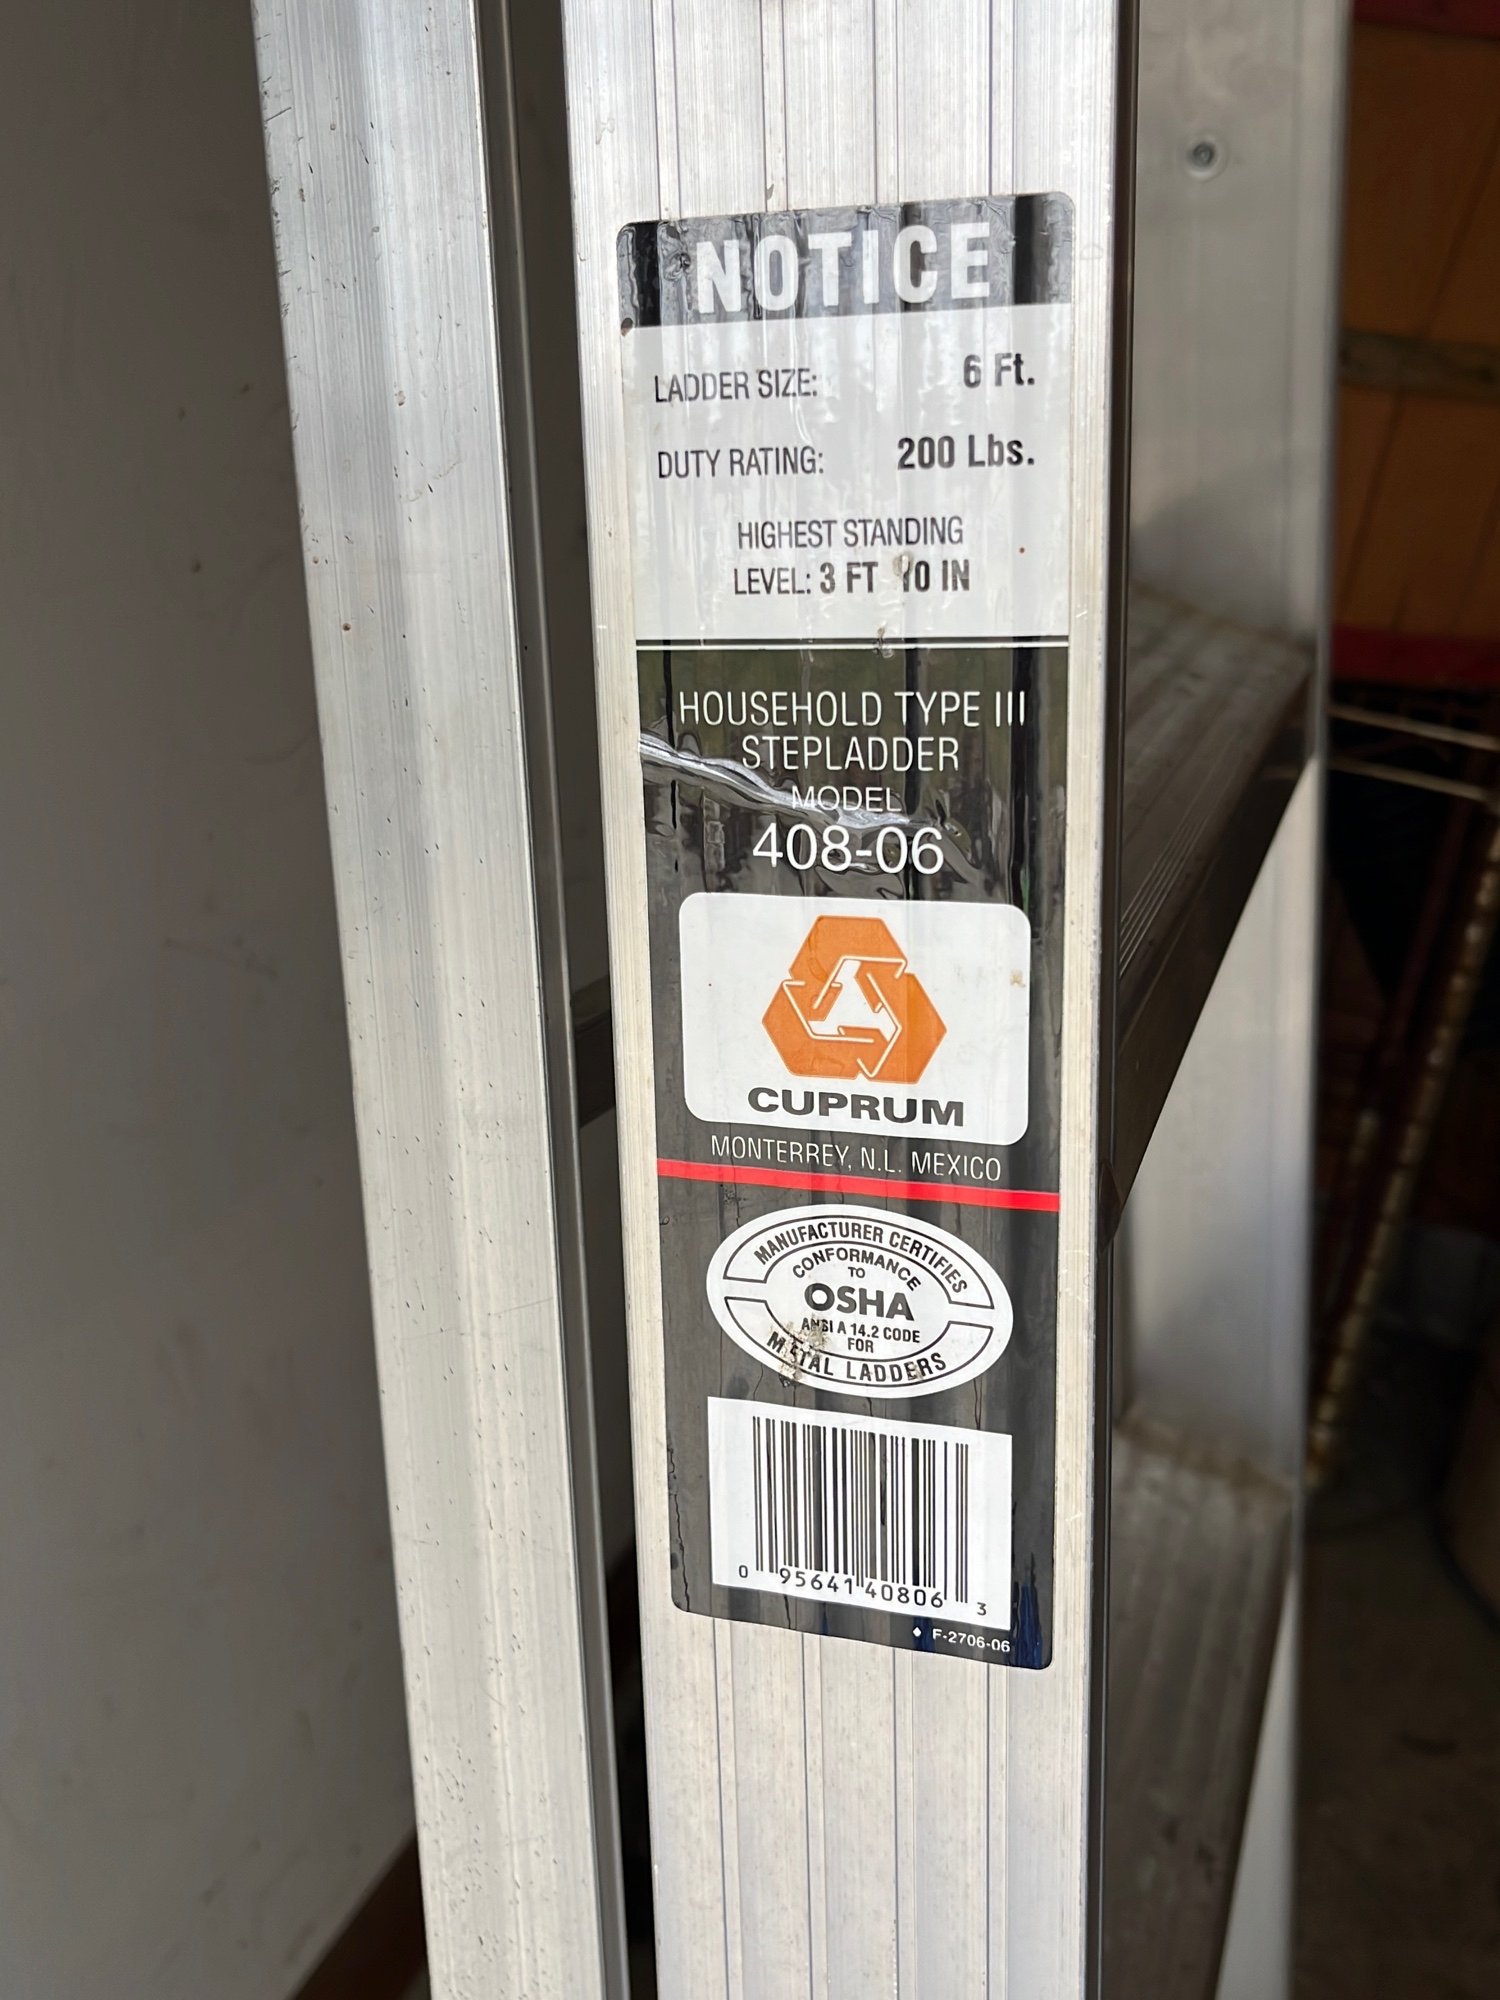 NOTICE
LADDER SIZE: 6 Ft.
DUTY RATING: 200 Lbs.
HIGHEST STANDING
LEVEL: 3 FT 10 IN
HOUSEHOLD TYPE III
STEPLADDER
MODEL
408-06
CUPRUM
MONTERREY, N.L. MEXICO
MANUFACTURER CERTIFIES
CONFORMANCE
TO
OSHA
ANSI A 14.2 CODE
FOR
METAL LADDERS
0 95641 40806 3
♦ F-2706-06